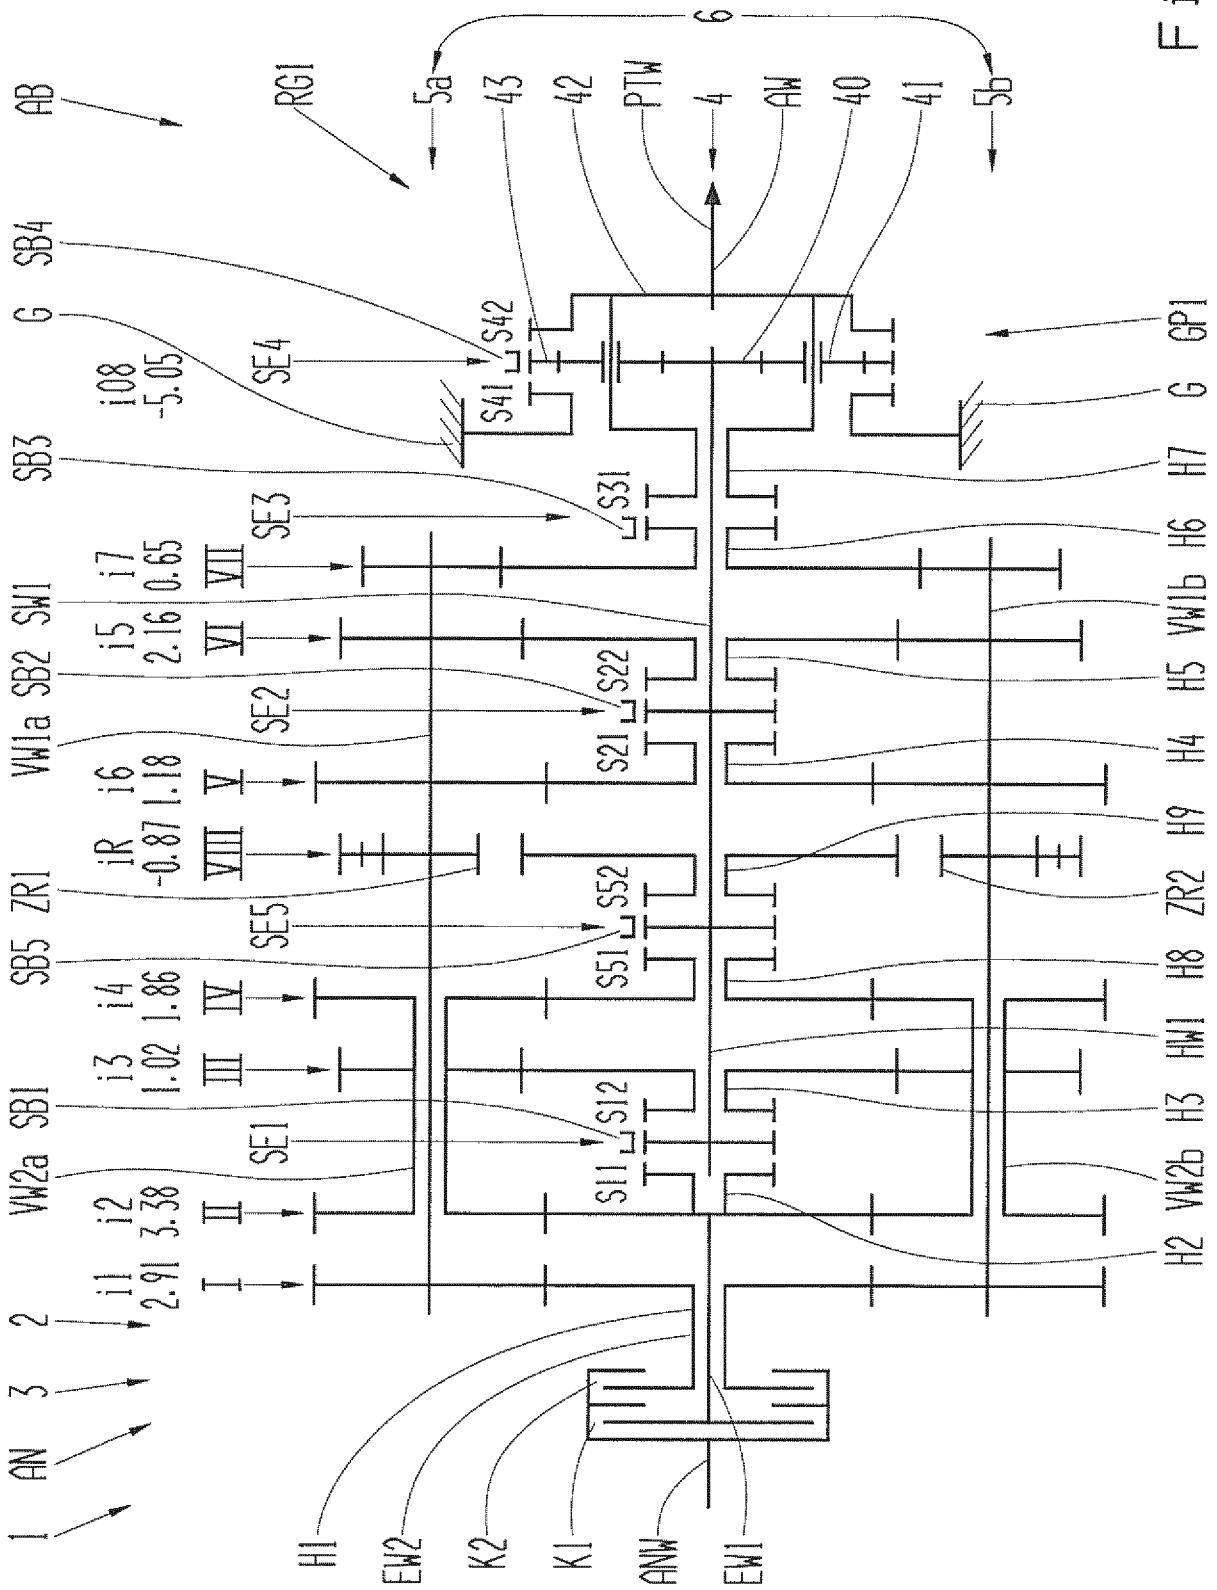 1
AN
3
2
VW2a
SB1
SB5
ZR1
VW1a
SB2
SW1
SB3
G
SB4
AB
i1
2.91
I
i2
3.38
II
i3
1.02
III
i4
1.86
IV
iR
-0.87
VIII
i6
1.18
V
i5
2.16
VI
i7
0.65
VII
i08
-5.05
SE1
SE5
SE2
SE3
SE4
RG1
S11
S12
S51
S52
S21
S22
S31
S41
S42
H1
EW2
K2
K1
ANW
EW1
5a
43
42
PTW
4
AW
40
41
5b
6
H2
VW2b
H3
HW1
H8
ZR2
H9
H4
H5
VW1b
H6
H7
G
GP1
Fi